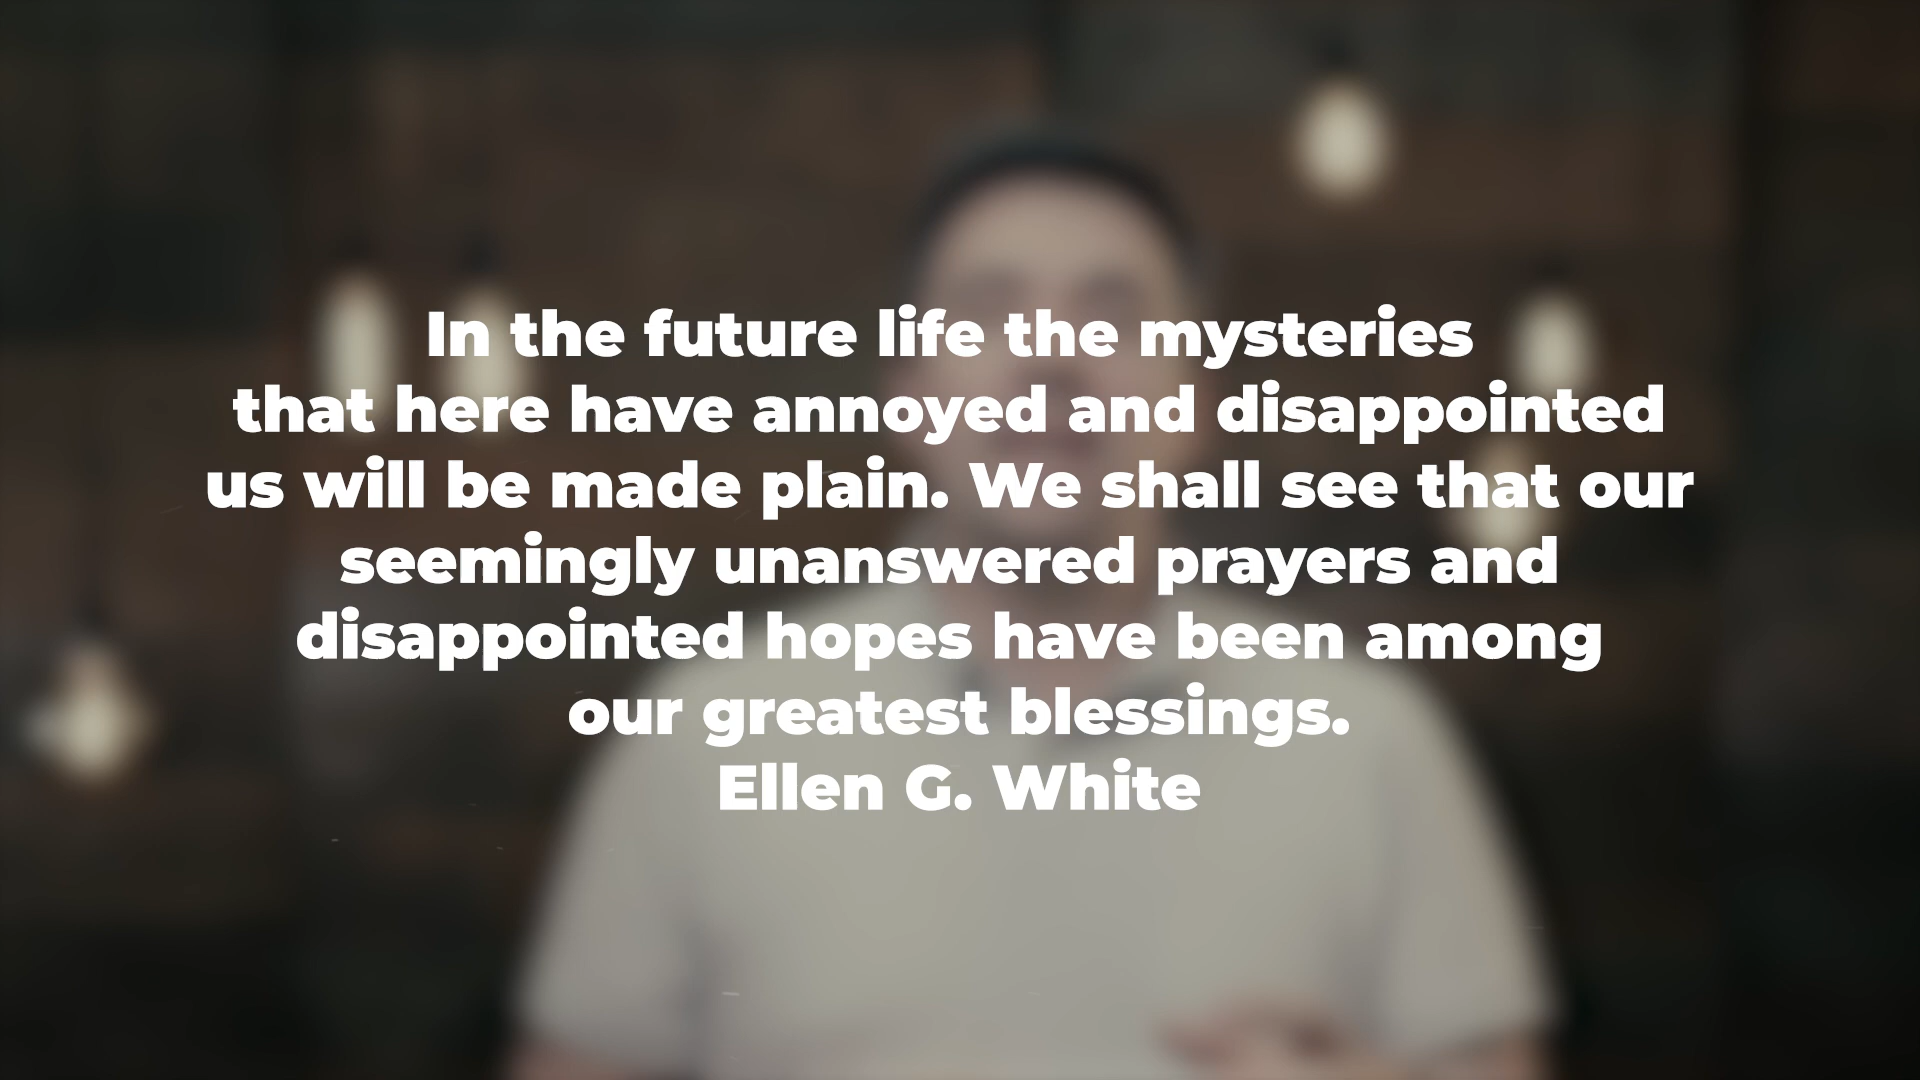 In the future life the mysteries
that here have annoyed and disappointed
us will be made plain. We shall see that our
seemingly unanswered prayers and
disappointed hopes have been among
our greatest blessings.
Ellen G. White